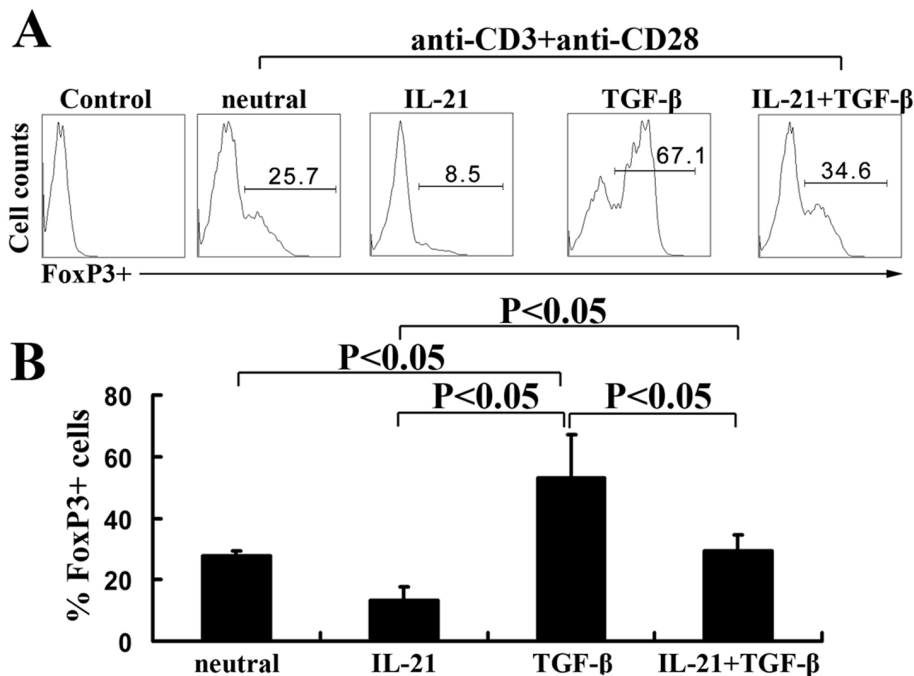 A
anti-CD3+anti-CD28
Control neutral IL-21 TGF-β IL-21+TGF-β
Cell counts
25.7 8.5 67.1 34.6
FoxP3+
B
P<0.05
P<0.05
P<0.05 P<0.05
% FoxP3+ cells
80
60
40
20
0
neutral IL-21 TGF-β IL-21+TGF-β